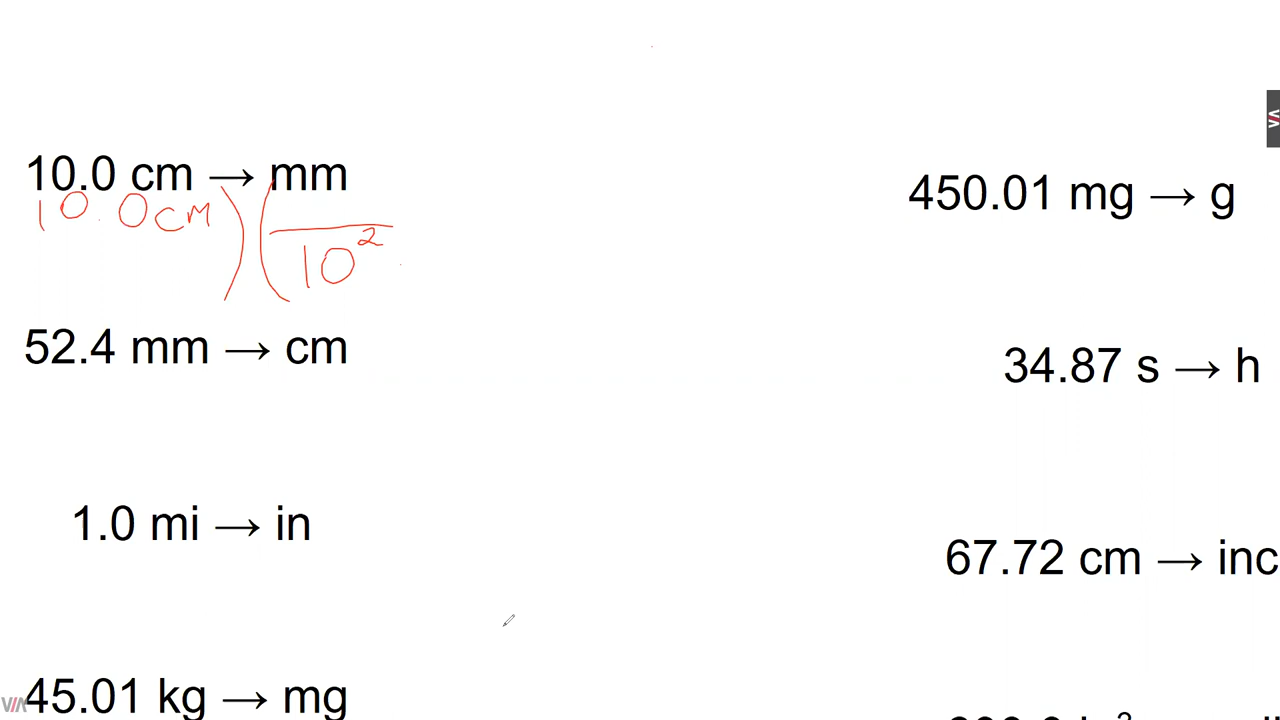 10.0 cm → mm
10.0cm)(
10²
52.4 mm → cm
1.0 mi → in
45.01 kg → mg
450.01 mg → g
34.87 s → h
67.72 cm → inc